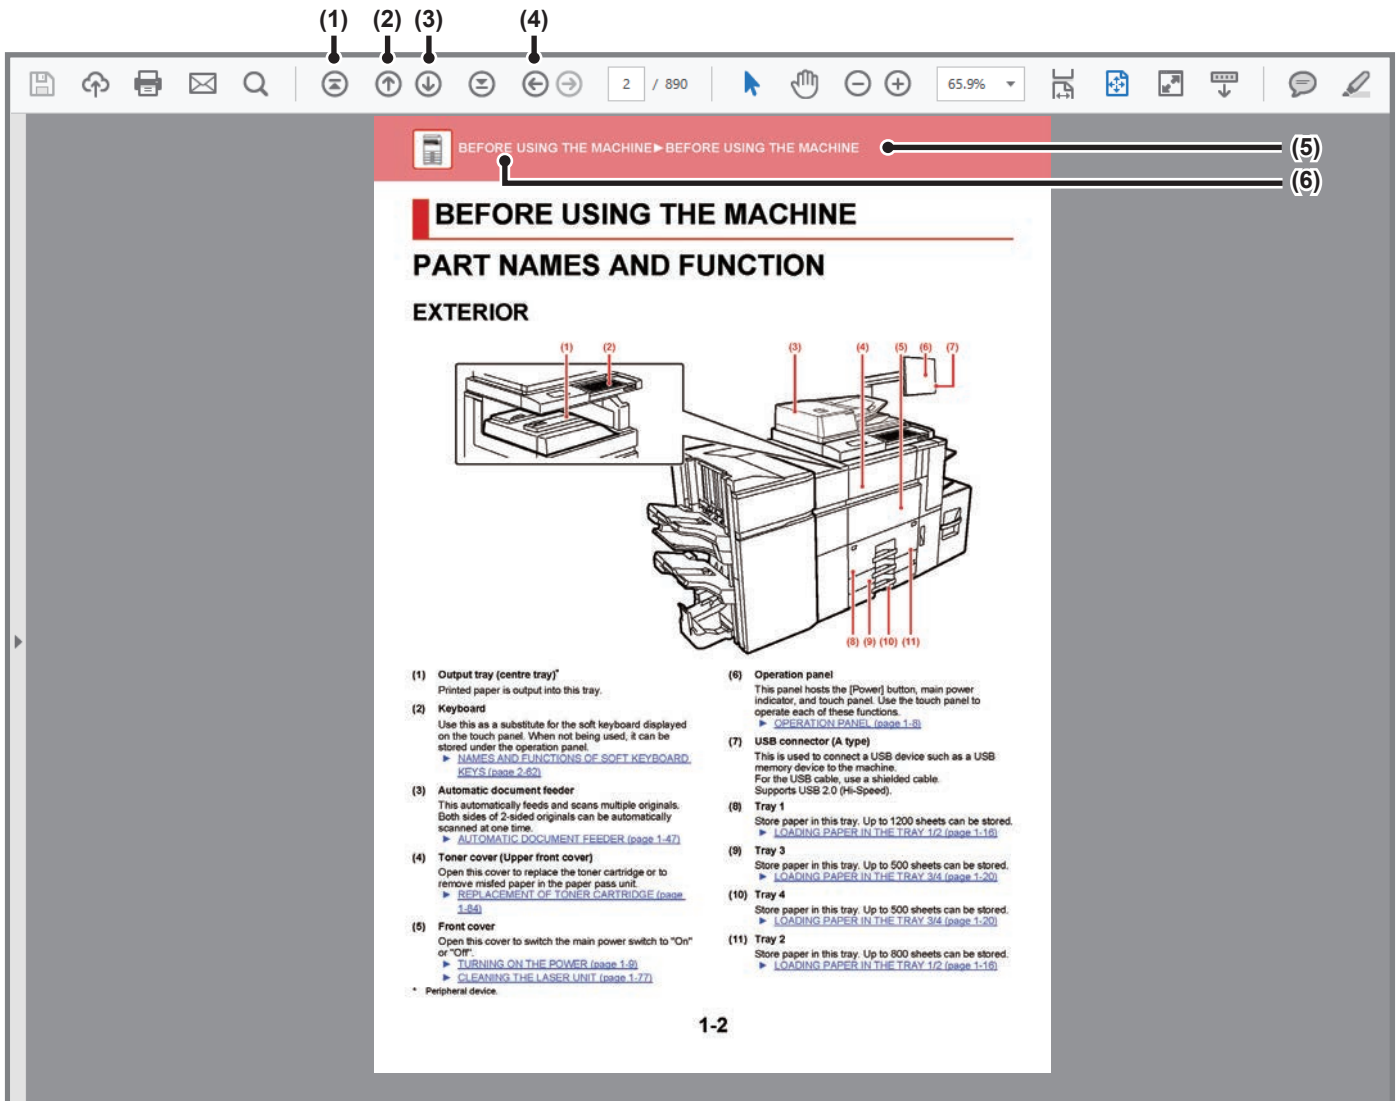 (1) (2) (3) (4)
2 / 890 65.9%
BEFORE USING THE MACHINE►BEFORE USING THE MACHINE
(5)
(6)
BEFORE USING THE MACHINE
PART NAMES AND FUNCTION
EXTERIOR
(1) (2) (3) (4) (5) (6) (7)
(8) (9) (10) (11)
(1) Output tray (centre tray)*
Printed paper is output into this tray.
(2) Keyboard
Use this as a substitute for the soft keyboard displayed
on the touch panel. When not being used, it can be
stored under the operation panel.
► NAMES AND FUNCTIONS OF SOFT KEYBOARD
KEYS (page 2-62)
(3) Automatic document feeder
This automatically feeds and scans multiple originals.
Both sides of 2-sided originals can be automatically
scanned at one time.
► AUTOMATIC DOCUMENT FEEDER (page 1-47)
(4) Toner cover (Upper front cover)
Open this cover to replace the toner cartridge or to
remove misfed paper in the paper pass unit.
► REPLACEMENT OF TONER CARTRIDGE (page
1-84)
(5) Front cover
Open this cover to switch the main power switch to "On"
or "Off".
► TURNING ON THE POWER (page 1-9)
► CLEANING THE LASER UNIT (page 1-77)
* Peripheral device.
(6) Operation panel
This panel hosts the [Power] button, main power
indicator, and touch panel. Use the touch panel to
operate each of these functions.
► OPERATION PANEL (page 1-8)
(7) USB connector (A type)
This is used to connect a USB device such as a USB
memory device to the machine.
For the USB cable, use a shielded cable.
Supports USB 2.0 (Hi-Speed).
(8) Tray 1
Store paper in this tray. Up to 1200 sheets can be stored.
► LOADING PAPER IN THE TRAY 1/2 (page 1-16)
(9) Tray 3
Store paper in this tray. Up to 500 sheets can be stored.
► LOADING PAPER IN THE TRAY 3/4 (page 1-20)
(10) Tray 4
Store paper in this tray. Up to 500 sheets can be stored.
► LOADING PAPER IN THE TRAY 3/4 (page 1-20)
(11) Tray 2
Store paper in this tray. Up to 800 sheets can be stored.
► LOADING PAPER IN THE TRAY 1/2 (page 1-16)
1-2